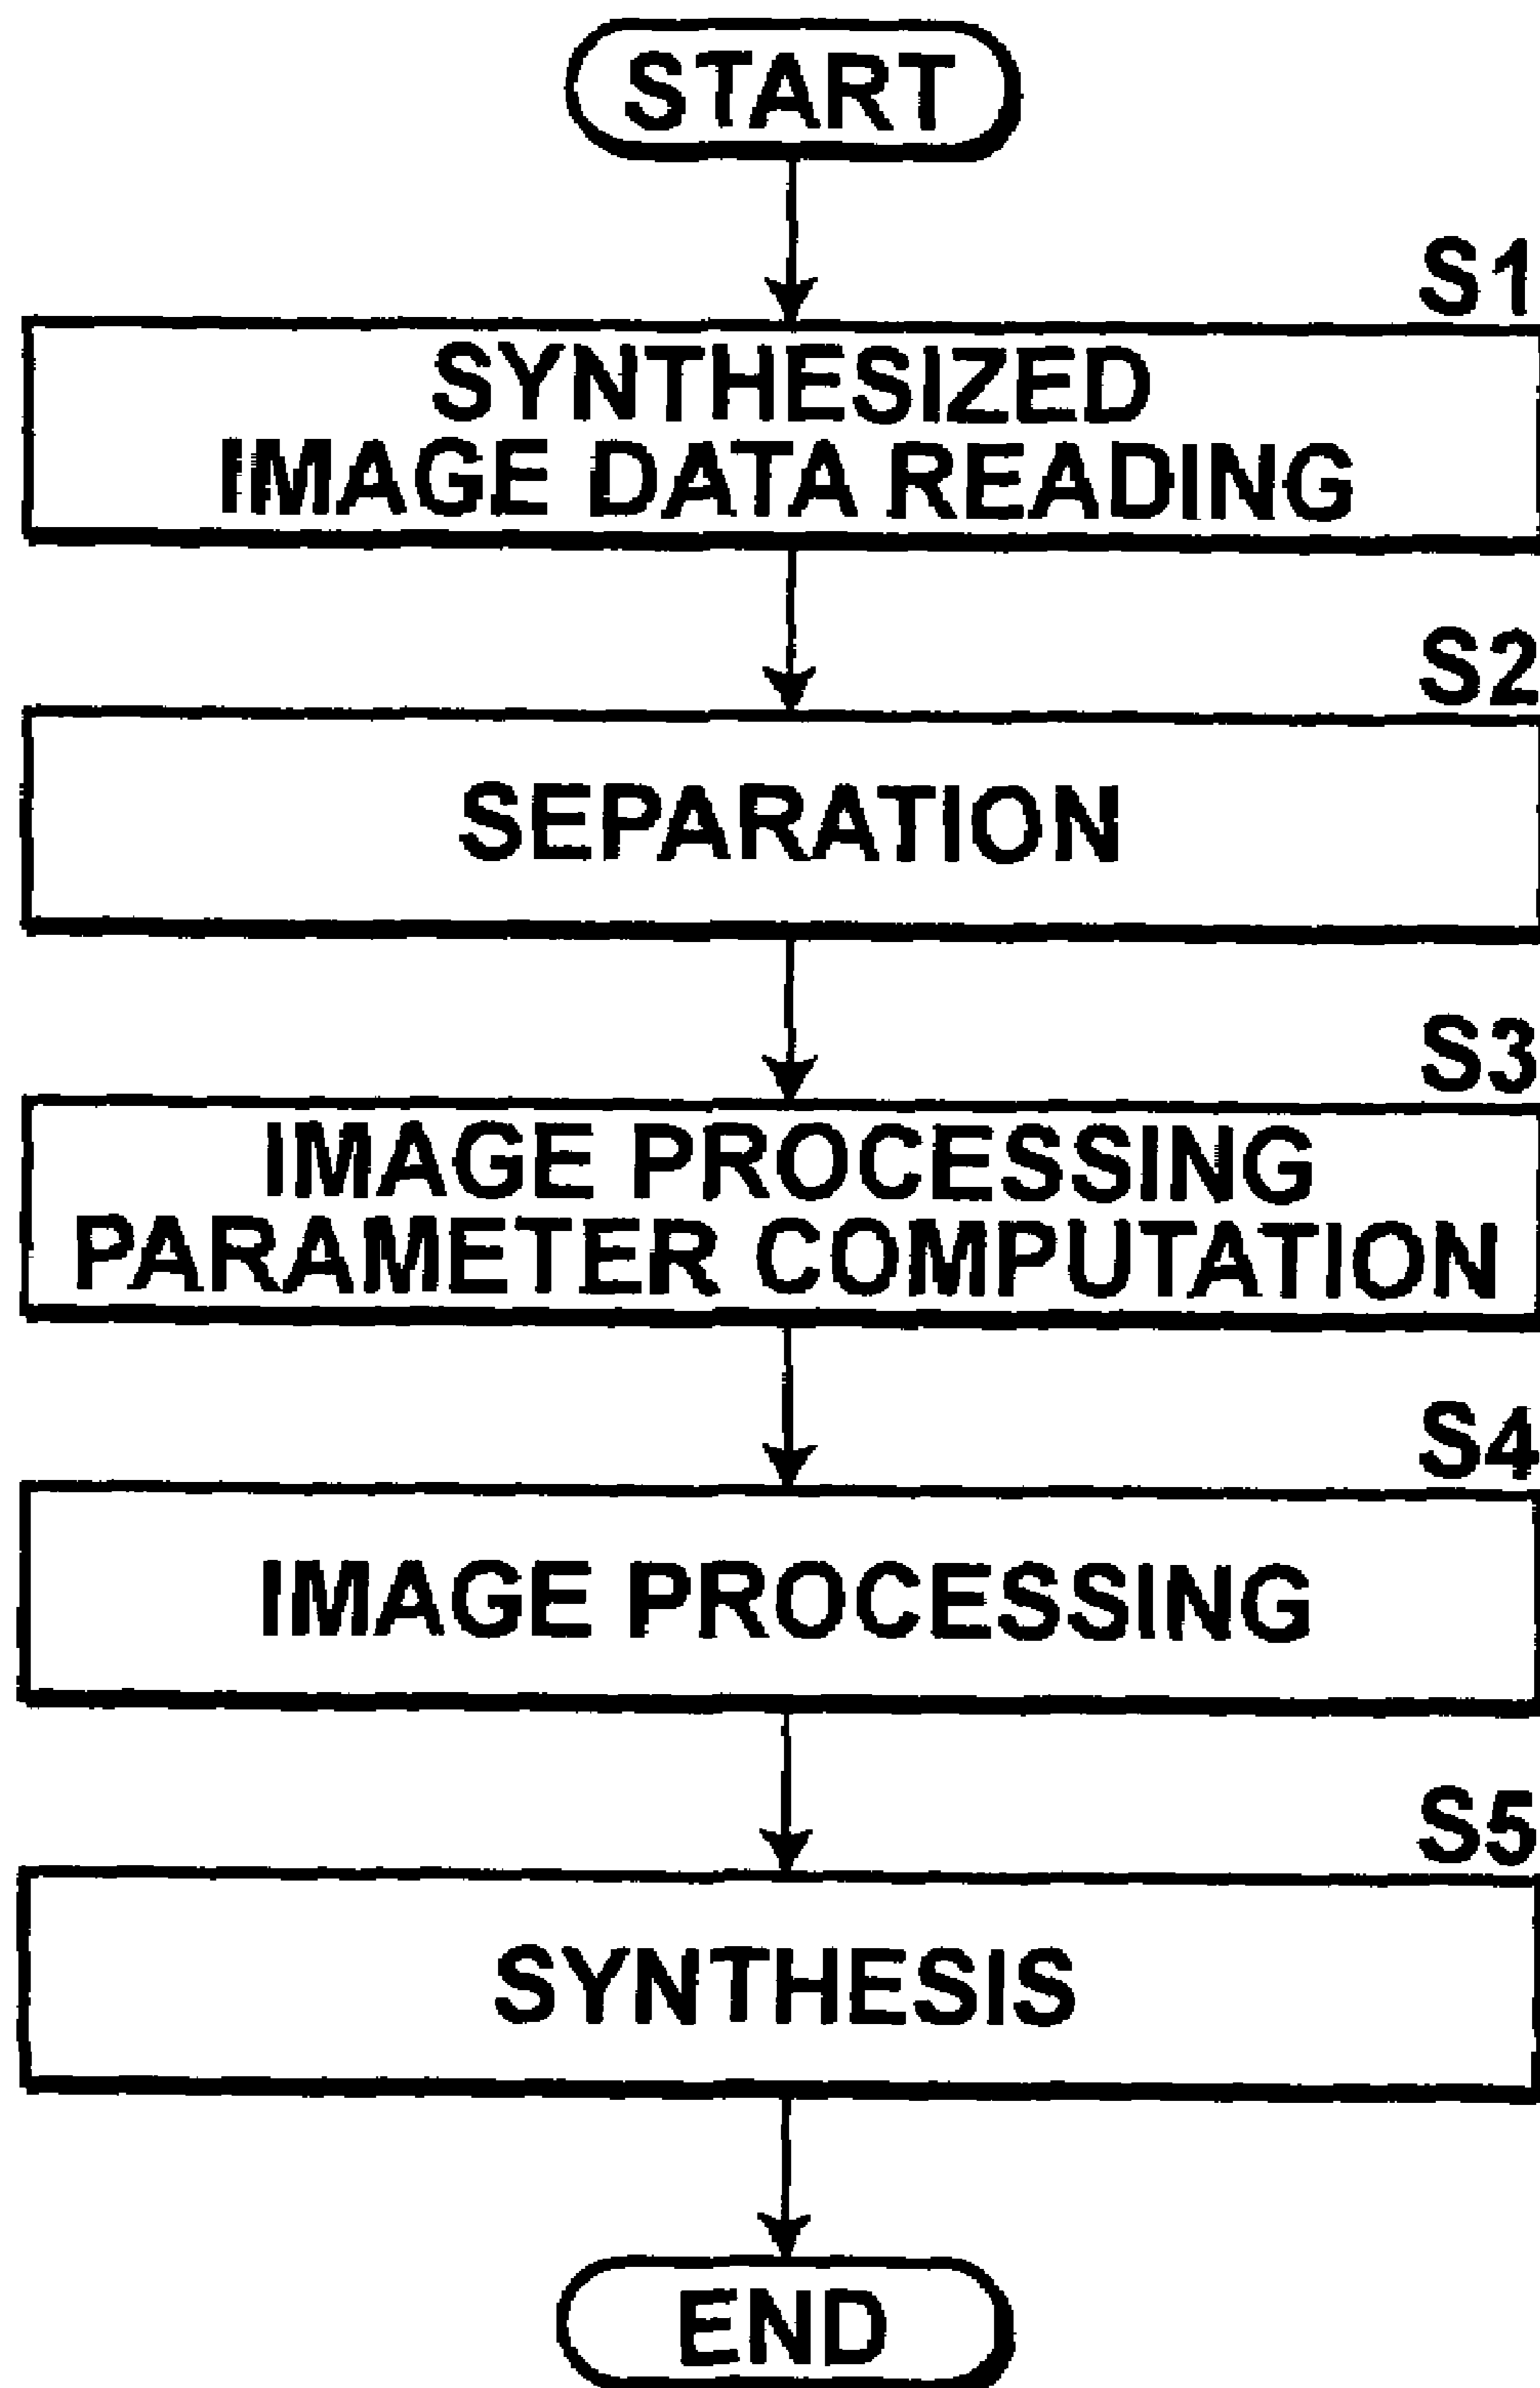 START
S1
SYNTHESIZED
IMAGE DATA READING
S2
SEPARATION
S3
IMAGE PROCESSING
PARAMETER COMPUTATION
S4
IMAGE PROCESSING
S5
SYNTHESIS
END